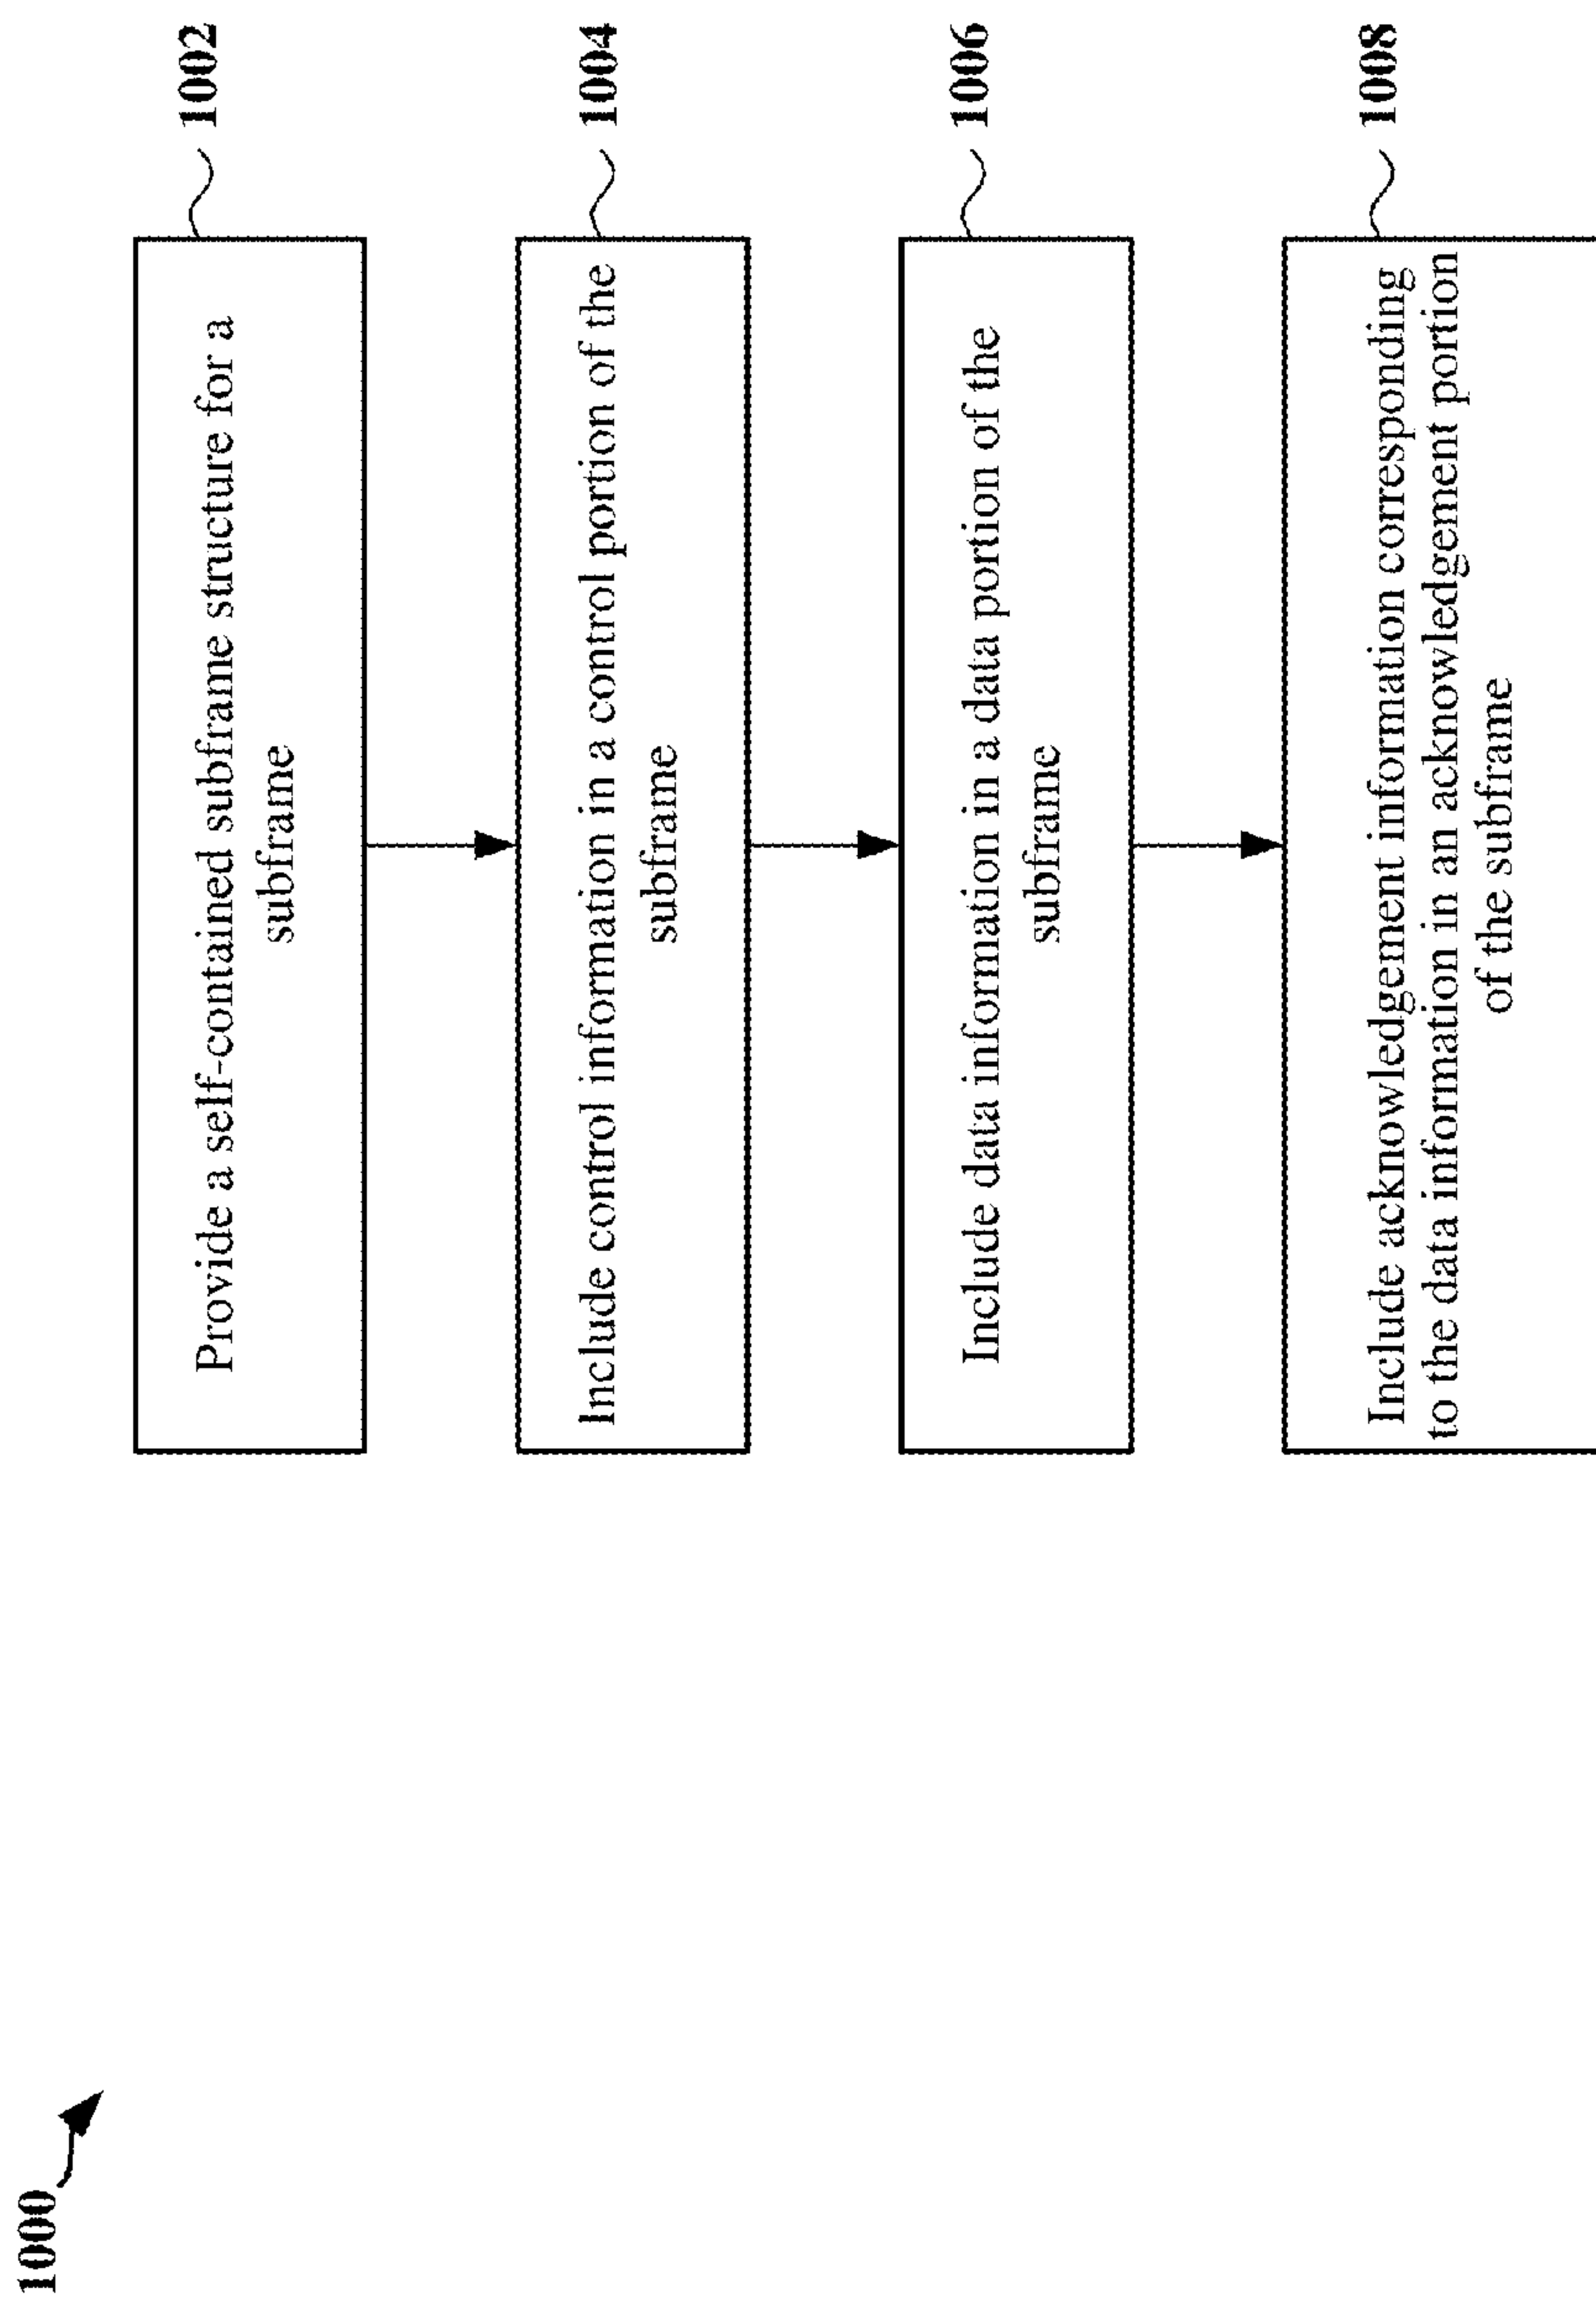 1000
Provide a self-contained subframe structure for a
subframe
1002
Include control information in a control portion of the
subframe
1004
Include data information in a data portion of the
subframe
1006
Include acknowledgement information corresponding
to the data information in an acknowledgement portion
of the subframe
1008